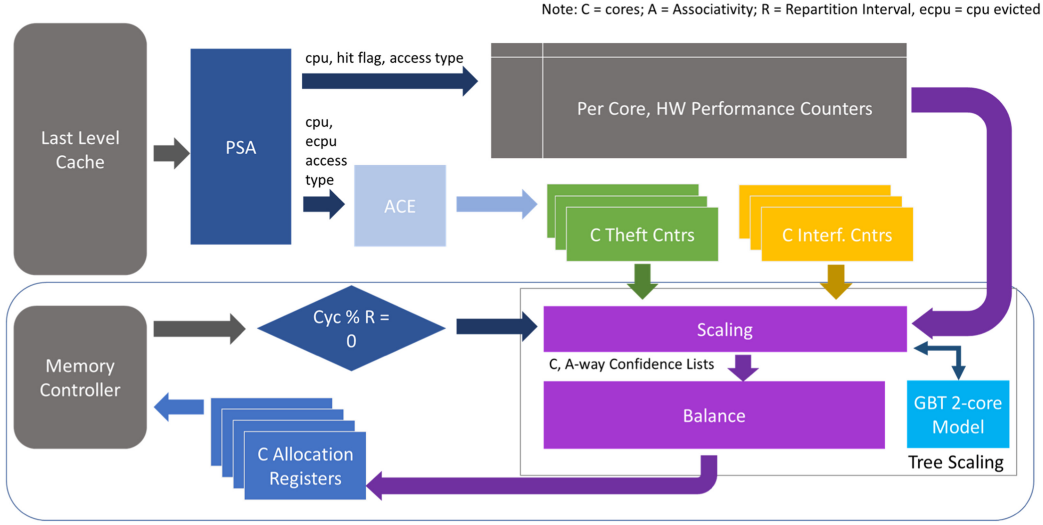 Note: C = cores; A = Associativity; R = Repartition Interval, ecpu = cpu evicted
Last Level
Cache
PSA
cpu, hit flag, access type
Per Core, HW Performance Counters
cpu,
ecpu
access
type
ACE
C Theft Cntrs
C Interf. Cntrs
Memory
Controller
Cyc % R =
0
Scaling
C, A-way Confidence Lists
Balance
GBT 2-core
Model
Tree Scaling
C Allocation
Registers